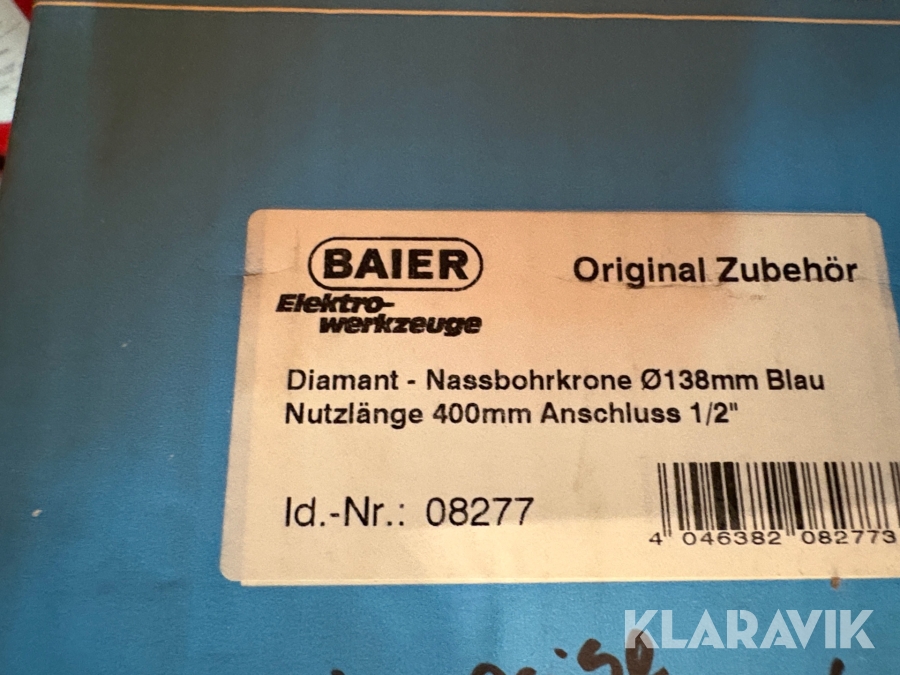 BAIER
Elektro-
werkzeuge
Original Zubehör
Diamant - Nassbohrkrone Ø138mm Blau
Nutzlänge 400mm Anschluss 1/2"
Id.-Nr.: 08277
4 046382 082773
KLARAVIK